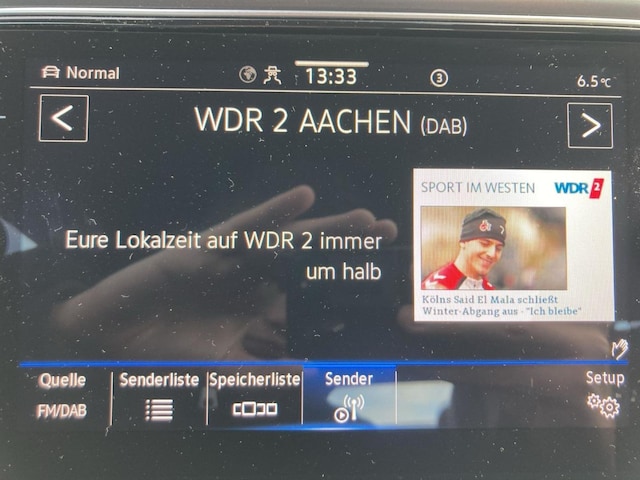 Normal
13:33
3
6.5°C
<
WDR 2 AACHEN (DAB)
>
SPORT IM WESTEN
WDR 2
Eure Lokalzeit auf WDR 2 immer
um halb
Kölns Said El Mala schließt
Winter-Abgang aus - "Ich bleibe"
Quelle
Senderliste
Speicherliste
Sender
Setup
FM/DAB